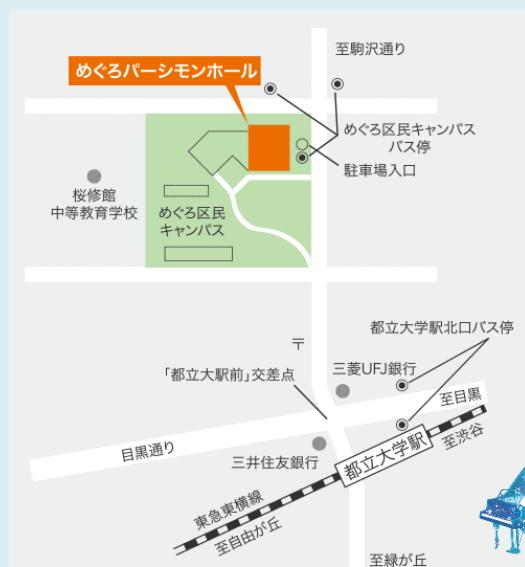 至駒沢通り
めぐろパーシモンホール
めぐろ区民キャンパス
バス停
駐車場入口
桜修館
中等教育学校
めぐろ区民
キャンパス
都立大学駅北口バス停
〒
三菱UFJ銀行
「都立大駅前」交差点
至目黒
目黒通り
三井住友銀行
都立大学駅
至渋谷
東急東横線
至自由が丘
至緑が丘